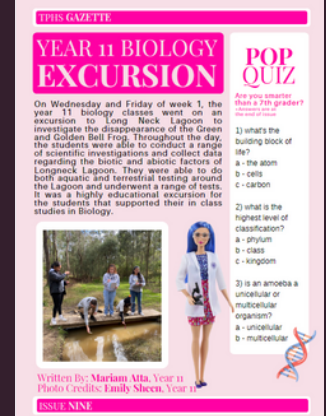 TPHS GAZETTE
YEAR 11 BIOLOGY
EXCURSION
On Wednesday and Friday of week 1, the
year 11 biology classes went on an
excursion to Long Neck Lagoon to
investigate the disappearance of the Green
and Golden Bell Frog. Throughout the day,
the students were able to conduct a range
of scientific investigations and collect data
regarding the biotic and abiotic factors of
Longneck Lagoon. They were able to do
both aquatic and terrestrial testing around
the Lagoon and underwent a range of tests.
It was a highly educational excursion for
the students that supported their in class
studies in Biology.
Written By: Mariam Atta, Year 11
Photo Credits: Emily Sheen, Year 11
POP
QUIZ
Are you smarter
than a 7th grader?
*Answers are at
the end of issue
1) what's the
building block of
life?
a - the atom
b - cells
c - carbon
2) what is the
highest level of
classification?
a - phylum
b - class
c - kingdom
3) is an amoeba a
unicellular or
multicellular
organism?
a - unicellular
b - multicellular
ISSUE NINE